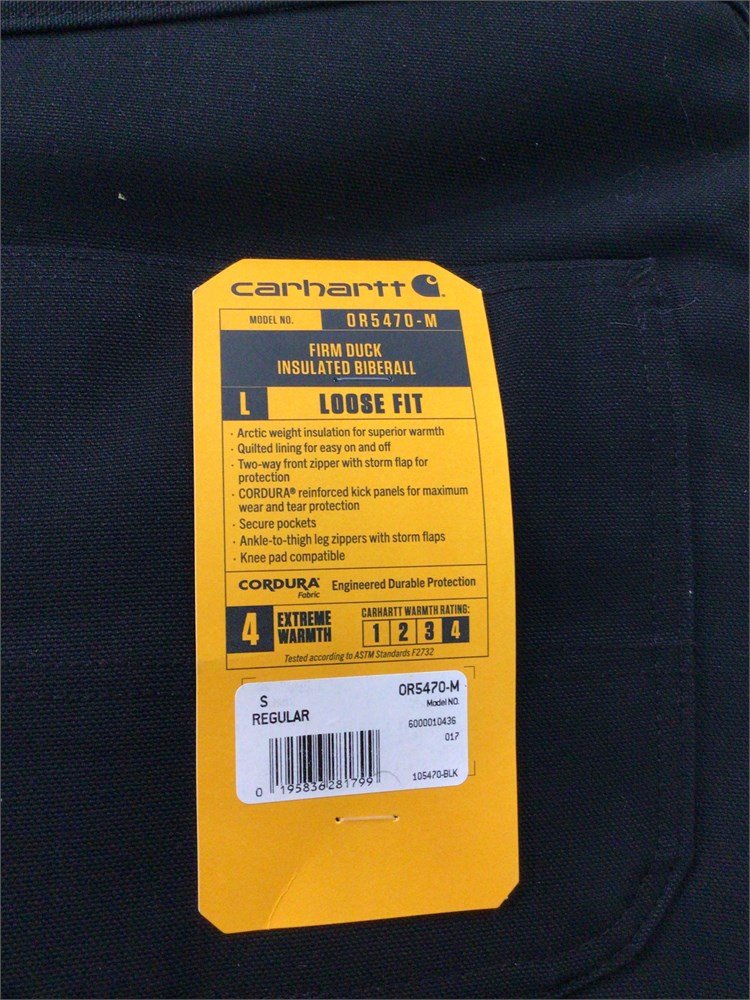 carhartt
MODEL NO. OR5470-M
FIRM DUCK
INSULATED BIBERALL
L LOOSE FIT
· Arctic weight insulation for superior warmth
· Quilted lining for easy on and off
· Two-way front zipper with storm flap for
protection
· CORDURA® reinforced kick panels for maximum
wear and tear protection
· Secure pockets
· Ankle-to-thigh leg zippers with storm flaps
· Knee pad compatible
CORDURA® Engineered Durable Protection
Fabric
4 EXTREME
WARMTH
CARHARTT WARMTH RATING:
1 2 3 4
Tested according to ASTM Standards F2732
S
REGULAR
OR5470-M
Model NO.
6000010436
017
0 195836 281799
105470-BLK